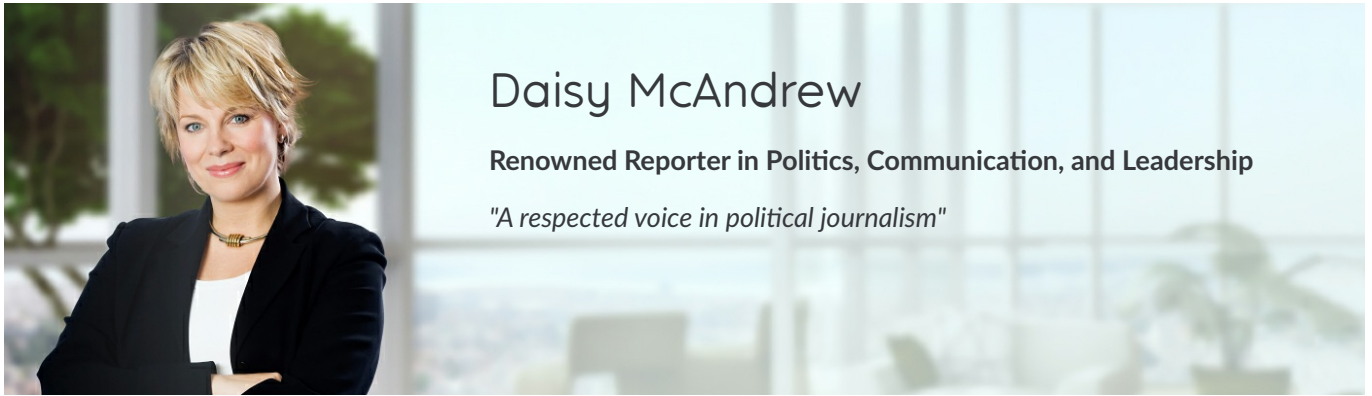 Daisy McAndrew
Renowned Reporter in Politics, Communication, and Leadership
"A respected voice in political journalism"